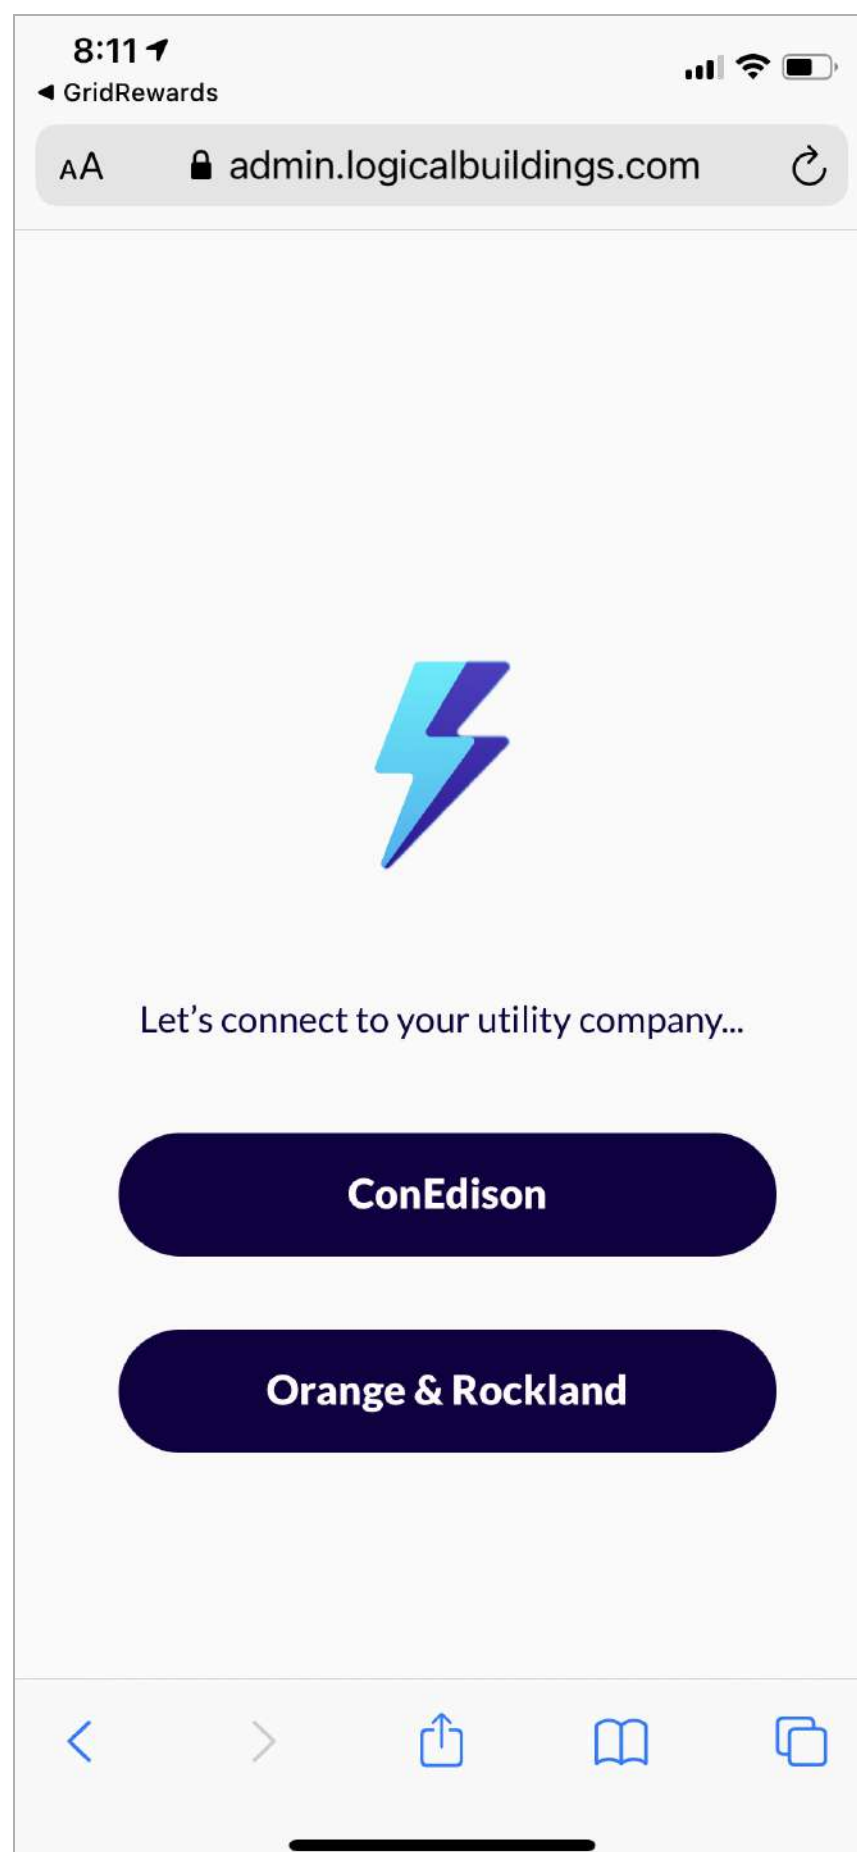 8:11
◀ GridRewards
AA admin.logicalbuildings.com
Let’s connect to your utility company...
ConEdison
Orange & Rockland